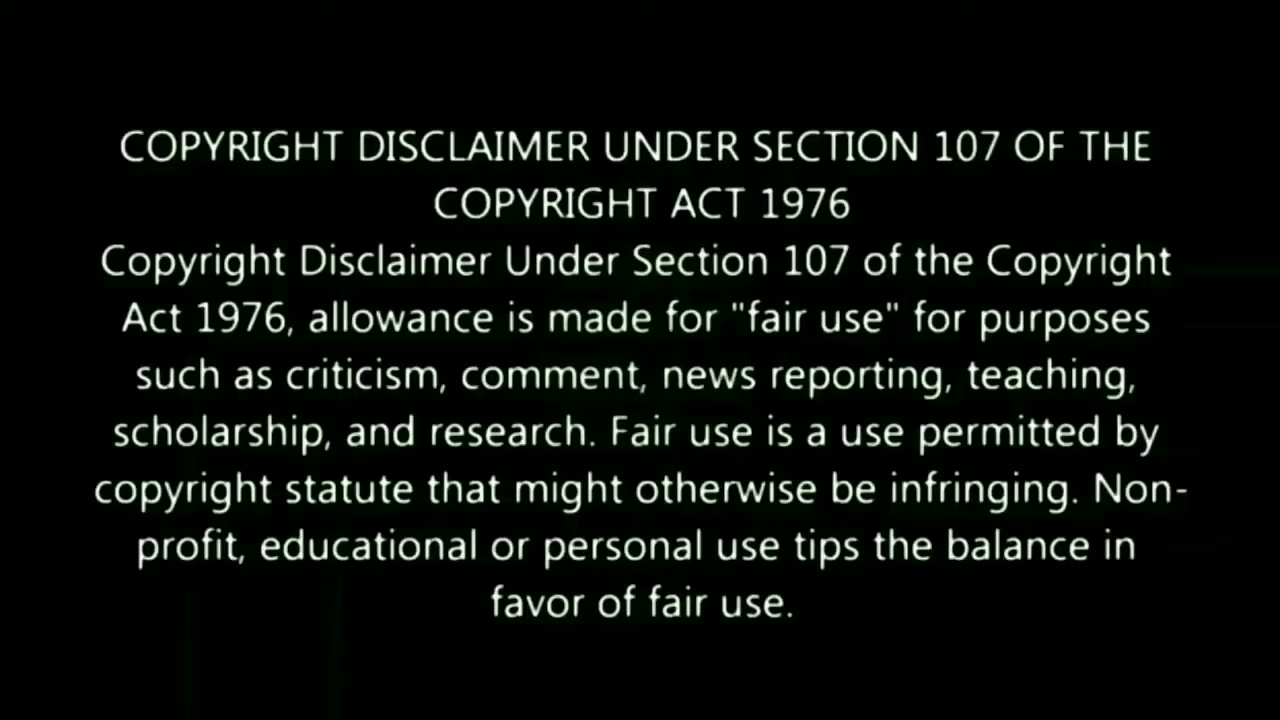 COPYRIGHT DISCLAIMER UNDER SECTION 107 OF THE
COPYRIGHT ACT 1976
Copyright Disclaimer Under Section 107 of the Copyright
Act 1976, allowance is made for "fair use" for purposes
such as criticism, comment, news reporting, teaching,
scholarship, and research. Fair use is a use permitted by
copyright statute that might otherwise be infringing. Non-
profit, educational or personal use tips the balance in
favor of fair use.